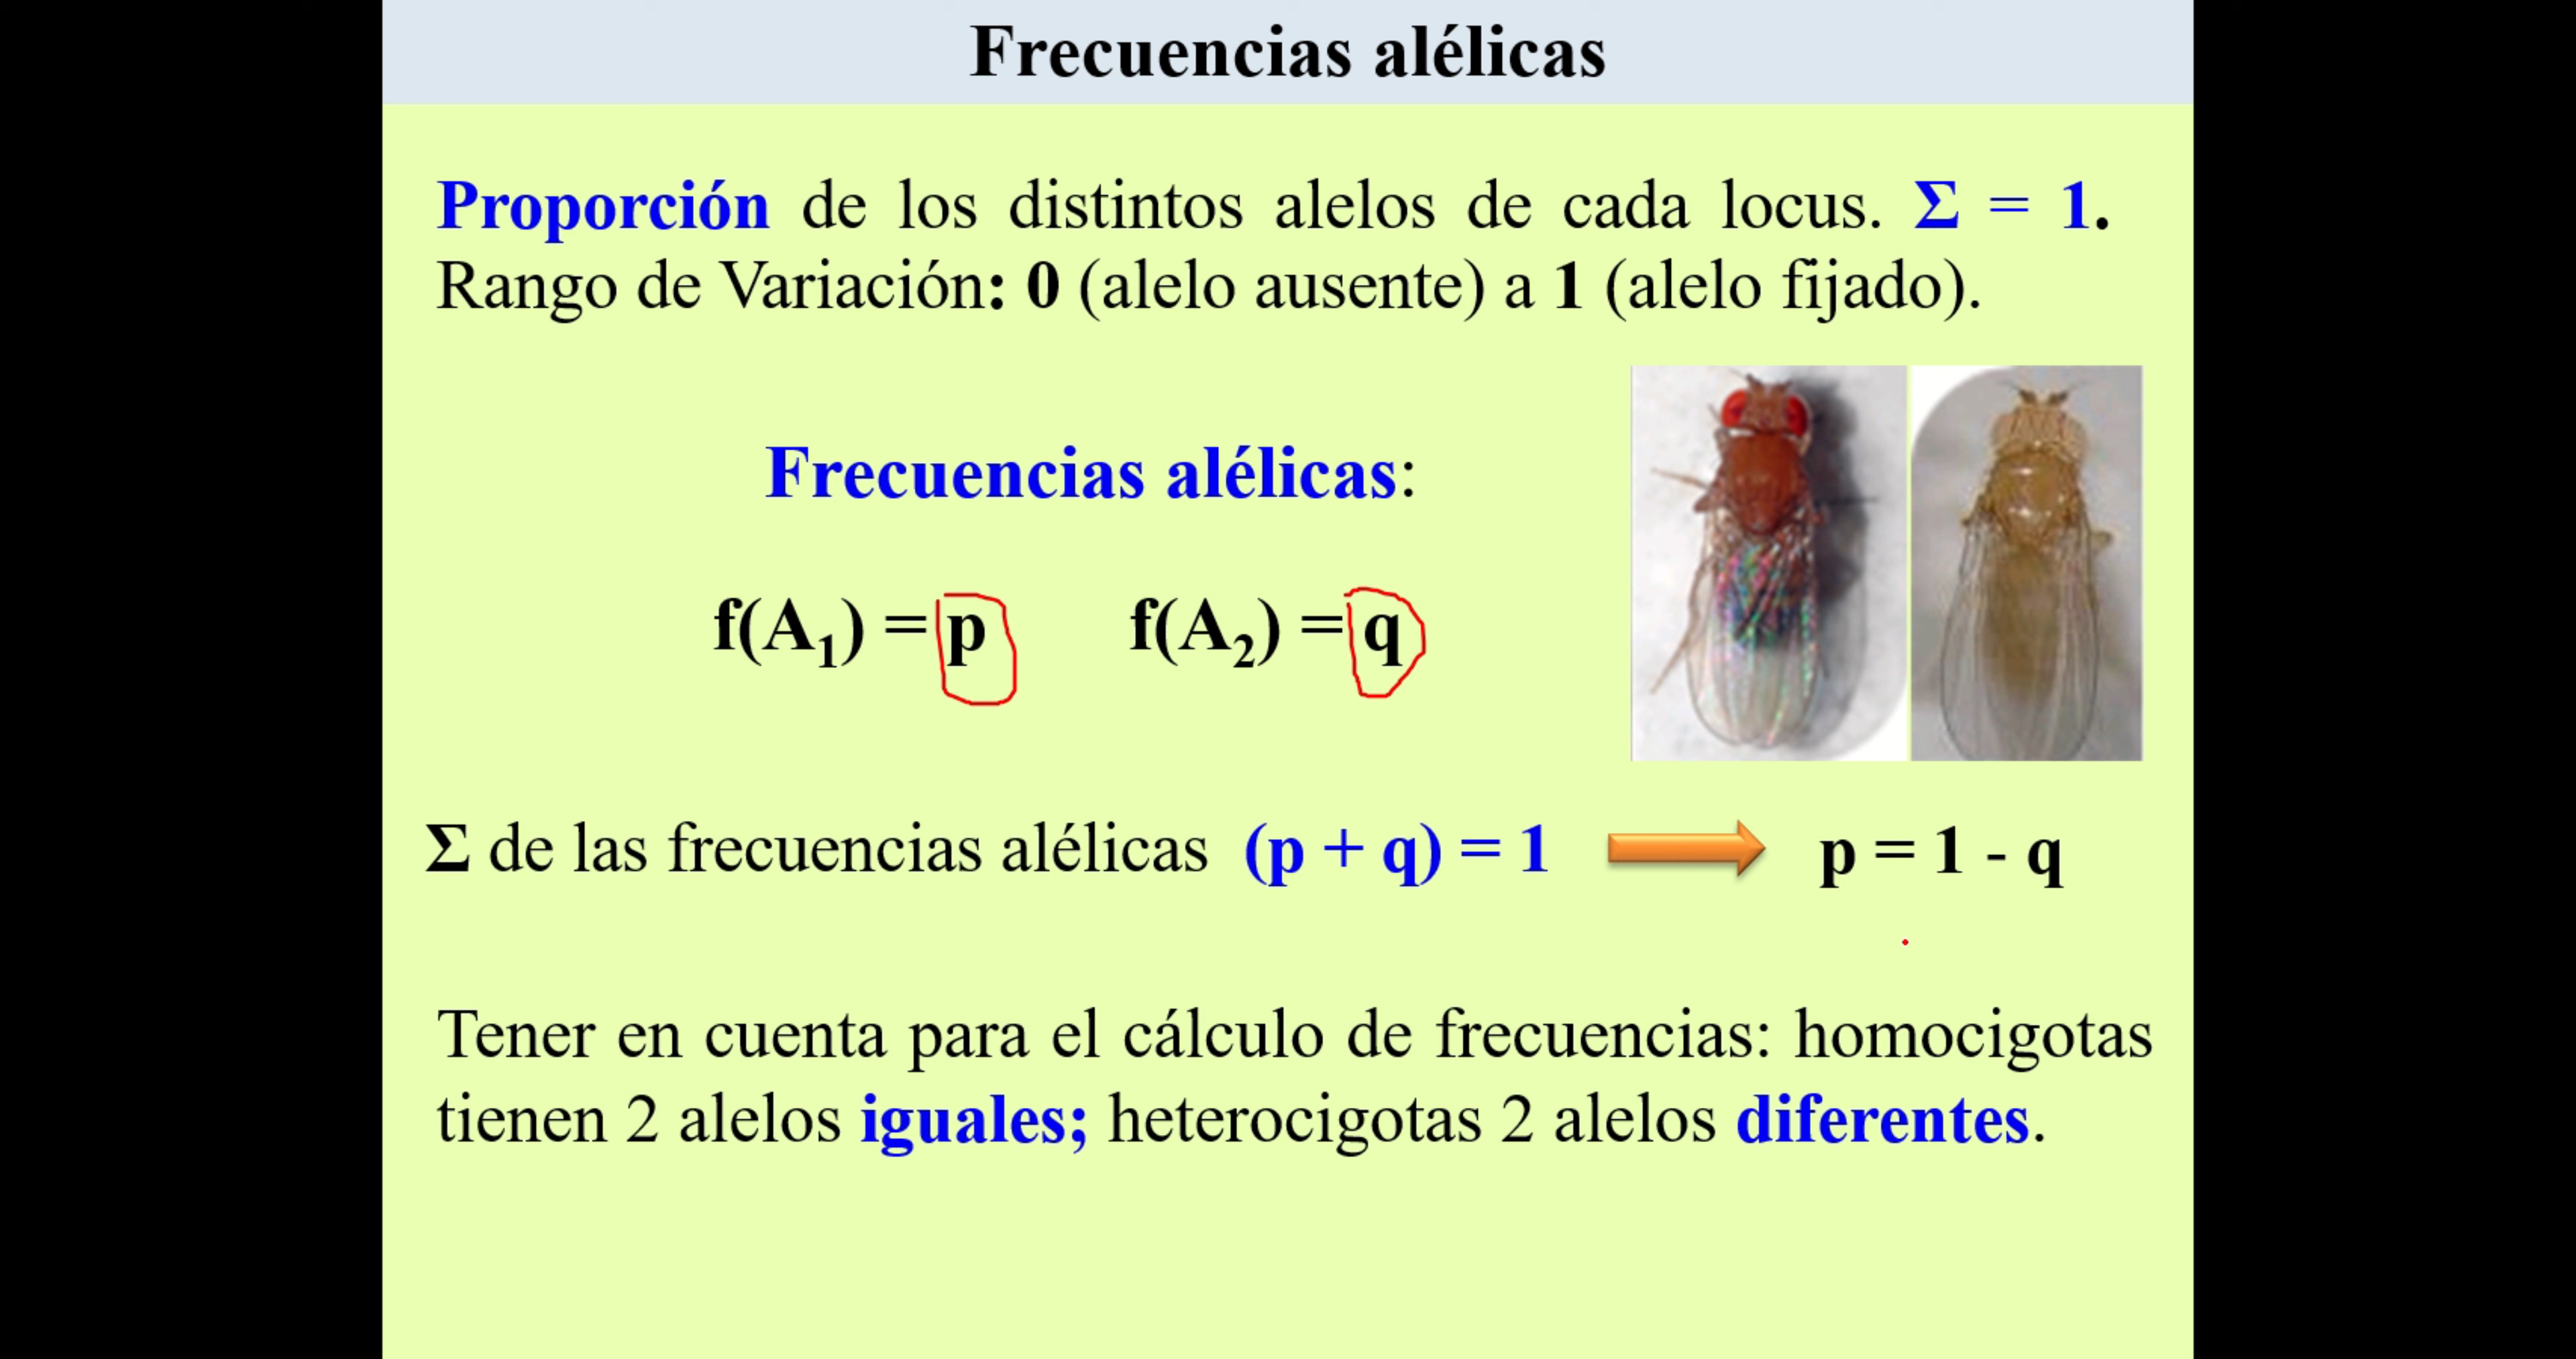 Frecuencias alélicas
Proporción de los distintos alelos de cada locus. Σ = 1.
Rango de Variación: 0 (alelo ausente) a 1 (alelo fijado).
Frecuencias alélicas:
f(A₁) = p f(A₂) = q
Σ de las frecuencias alélicas (p + q) = 1 p = 1 - q
Tener en cuenta para el cálculo de frecuencias: homocigotas
tienen 2 alelos iguales; heterocigotas 2 alelos diferentes.